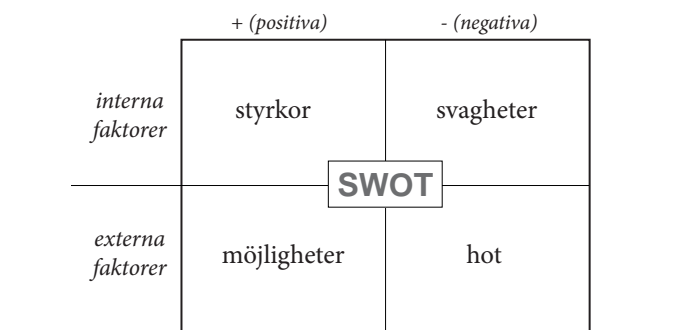 + (positiva) - (negativa)
interna
faktorer
styrkor svagheter
SWOT
externa
faktorer
möjligheter hot